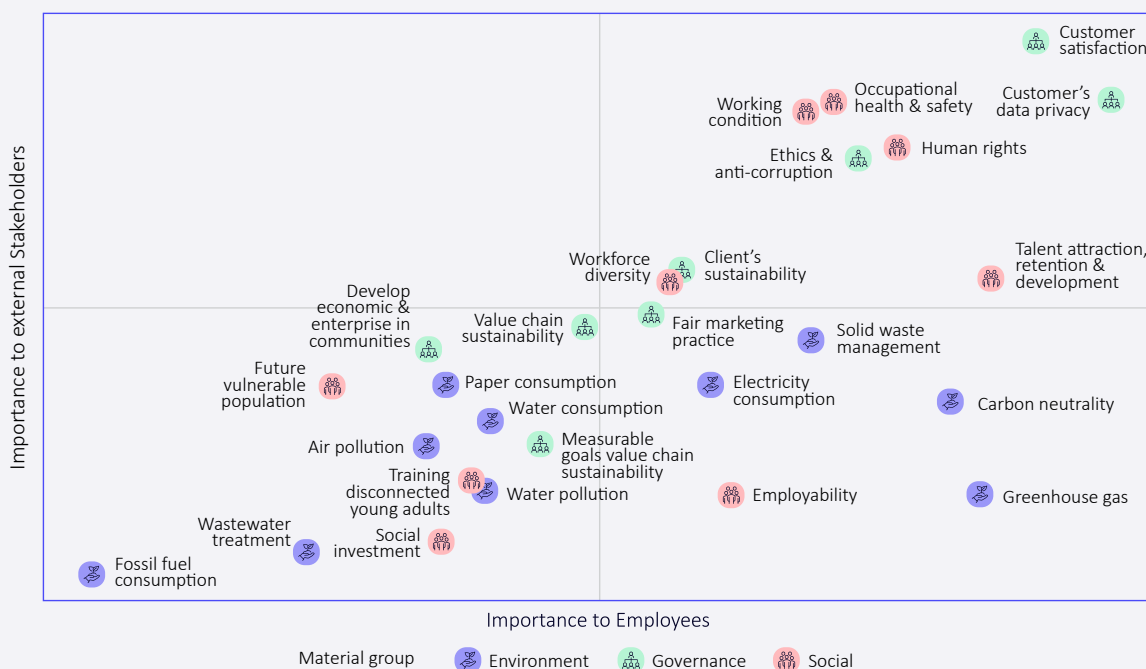 Customer
satisfaction
Occupational
health & safety
Customer’s
data privacy
Working
condition
Ethics &
anti-corruption
Human rights
Workforce
diversity
Client’s
sustainability
Talent attraction,
retention &
development
Develop
economic &
enterprise in
communities
Value chain
sustainability
Fair marketing
practice
Solid waste
management
Future
vulnerable
population
Paper consumption
Electricity
consumption
Water consumption
Carbon neutrality
Air pollution
Measurable
goals value chain
sustainability
Training
disconnected
young adults
Water pollution
Employability
Greenhouse gas
Wastewater
treatment
Social
investment
Fossil fuel
consumption
Importance to external Stakeholders
Importance to Employees
Material group
Environment
Governance
Social